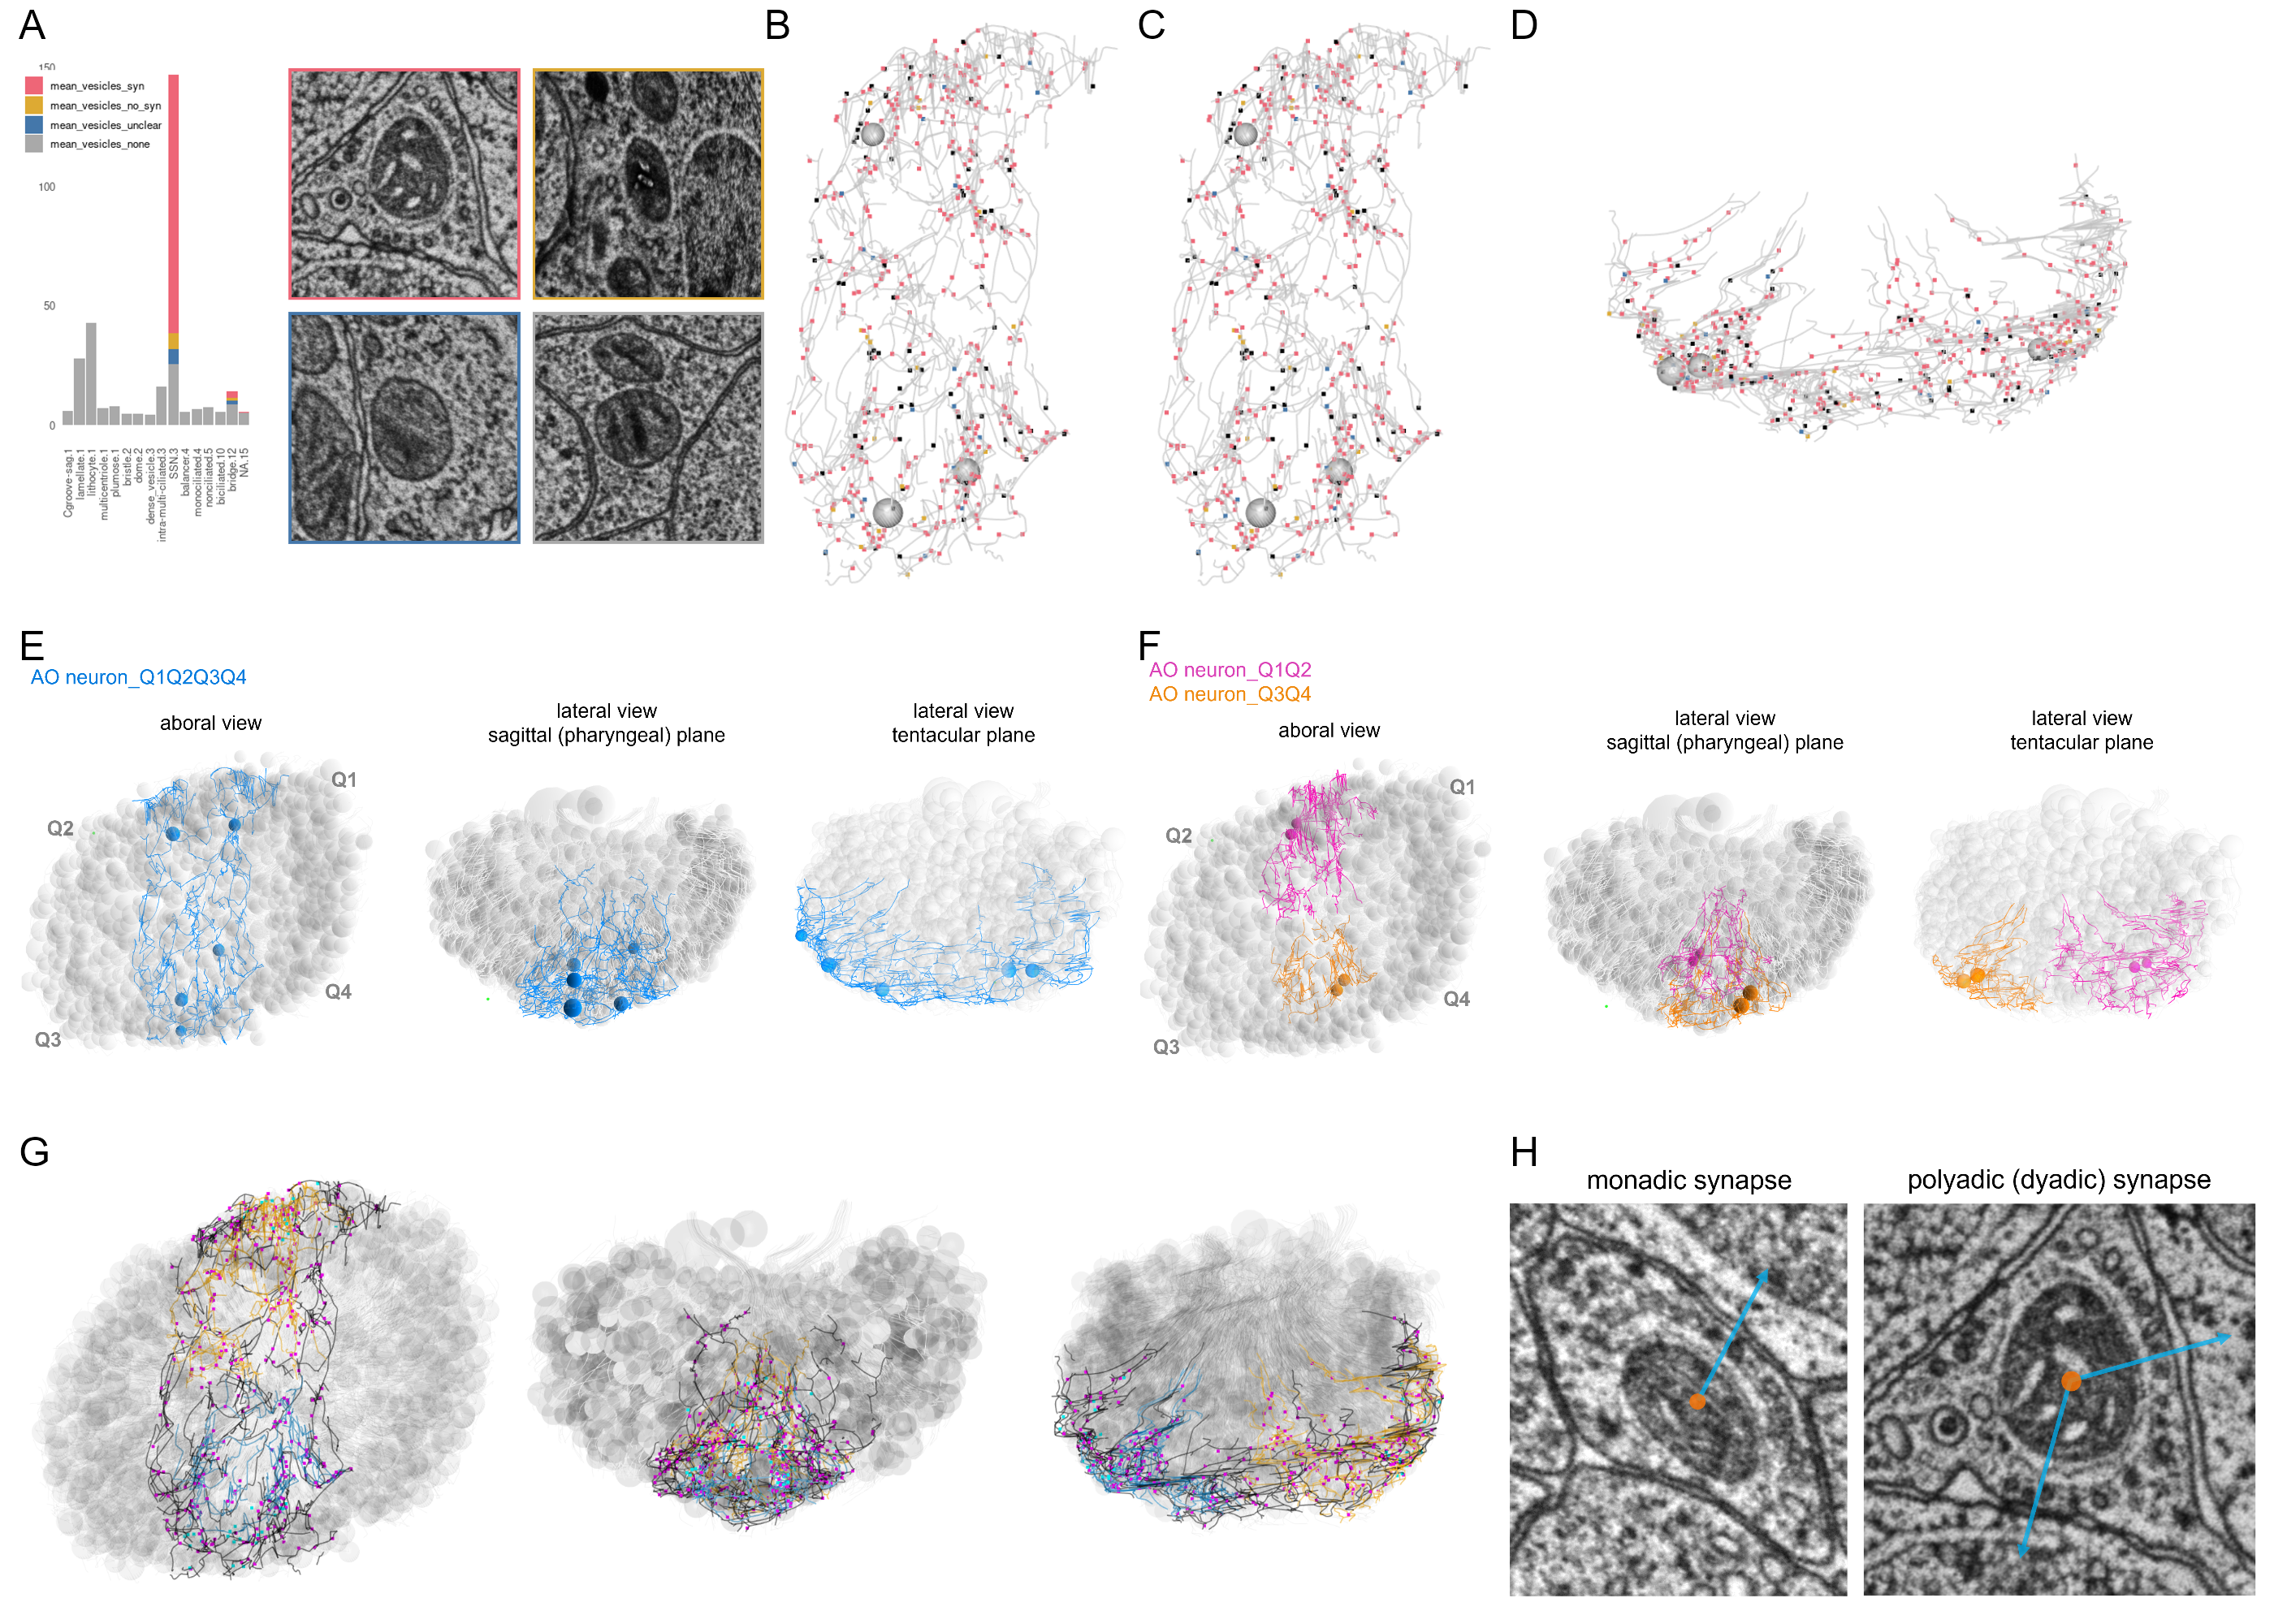 A
B
C
D
150
100
50
0
mean_vesicles_syn
mean_vesicles_no_syn
mean_vesicles_unclear
mean_vesicles_none
Cgroove-sag.1
lamellate.1
lithocyte.1
multicentriole.1
plumose.1
bristle.2
dome.2
dense_vesicle.3
intra-multi-ciliated.3
SSN.3
balancer.4
monociliated.4
nonciliated.5
biciliated.10
bridge.12
NA.15
E
AO neuron_Q1Q2Q3Q4
aboral view
lateral view
sagittal (pharyngeal) plane
lateral view
tentacular plane
Q1
Q2
Q4
Q3
F
AO neuron_Q1Q2
AO neuron_Q3Q4
aboral view
lateral view
sagittal (pharyngeal) plane
lateral view
tentacular plane
Q1
Q2
Q4
Q3
G
H
monadic synapse
polyadic (dyadic) synapse